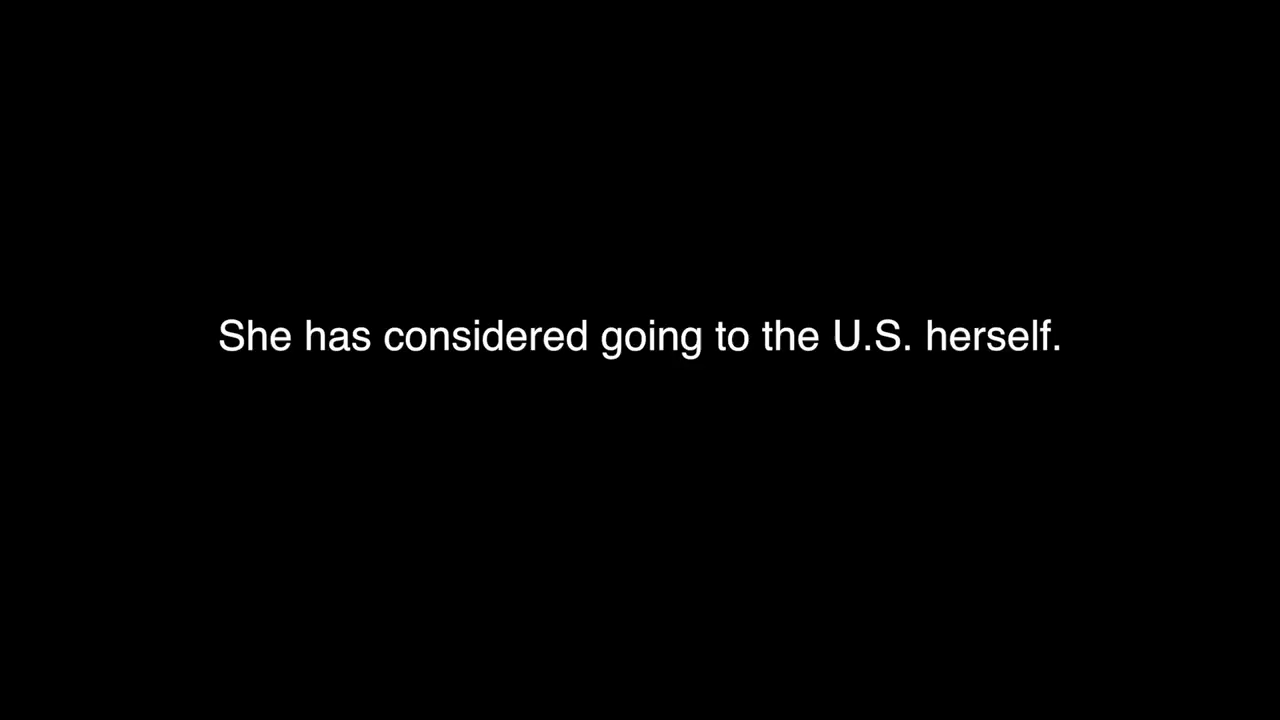 She has considered going to the U.S. herself.